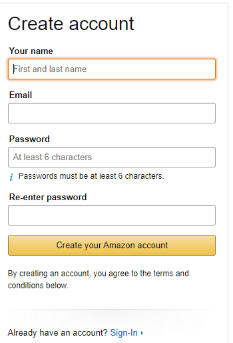 Create account
Your name
First and last name
Email
Password
At least 6 characters
i Passwords must be at least 6 characters.
Re-enter password
Create your Amazon account
By creating an account, you agree to the terms and
conditions below.
Already have an account? Sign-In